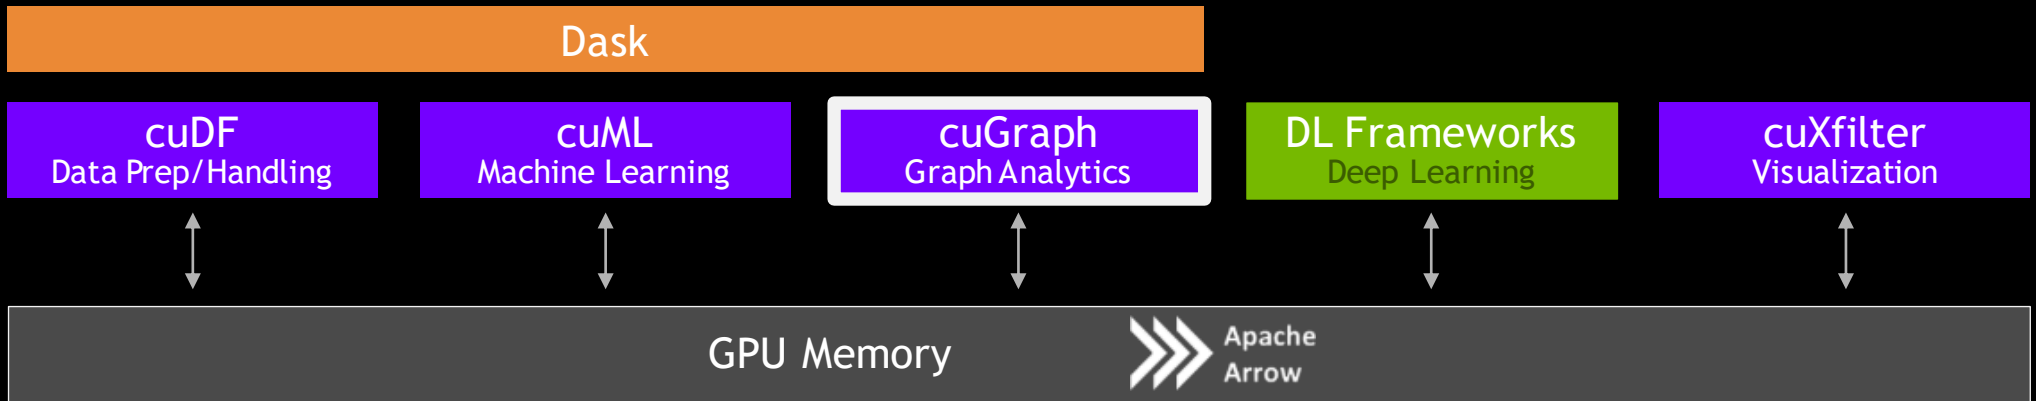 Dask
cuDF
Data Prep/Handling
cuML
Machine Learning
cuGraph
Graph Analytics
DL Frameworks
Deep Learning
cuXfilter
Visualization
GPU Memory
Apache
Arrow